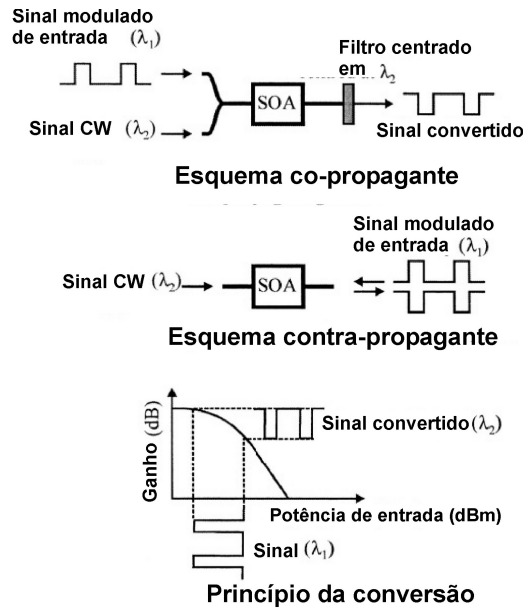 Sinal modulado
de entrada (λ₁)
Filtro centrado
em λ₂
SOA
Sinal CW (λ₂)
Sinal convertido
Esquema co-propagante
Sinal modulado
de entrada (λ₁)
Sinal CW (λ₂)
SOA
Esquema contra-propagante
Ganho (dB)
Sinal convertido (λ₂)
Potência de entrada (dBm)
Sinal (λ₁)
Princípio da conversão